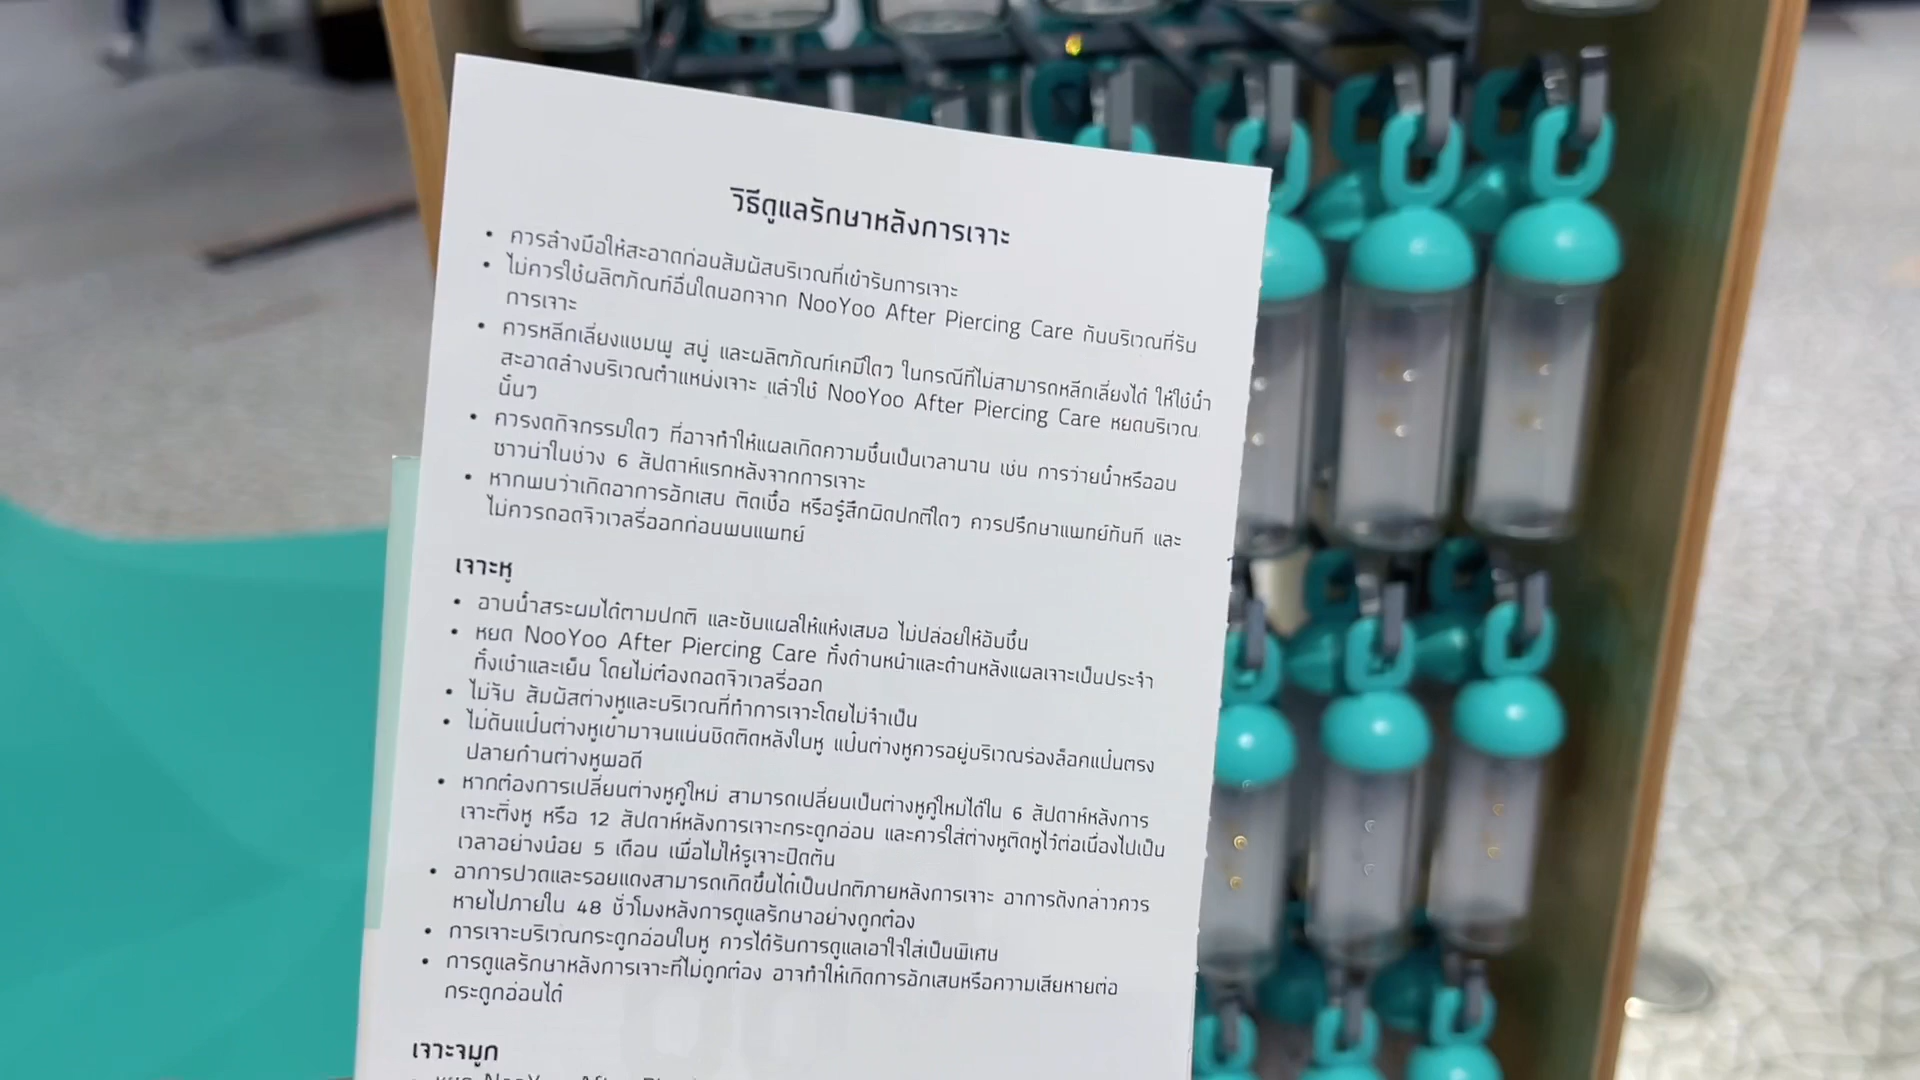 วิธีดูแลรักษาหลังการเจาะ
• ควรล้างมือให้สะอาดก่อนสัมผัสบริเวณที่เข้ารับการเจาะ
• ไม่ควรใช้ผลิตภัณฑ์อื่นใดนอกจาก NooYoo After Piercing Care กับบริเวณที่รับ
การเจาะ
• ควรหลีกเลี่ยงแชมพู สบู่ และผลิตภัณฑ์เคมีใดๆ ในกรณีที่ไม่สามารถหลีกเลี่ยงได้ ให้ใช้น้ำ
สะอาดล้างบริเวณตำแหน่งเจาะ แล้วใช้ NooYoo After Piercing Care หยดบริเวณ
นั้นๆ
• ควรงดกิจกรรมใดๆ ที่อาจทำให้แผลเกิดความชื้นเป็นเวลานาน เช่น การว่ายน้ำหรืออบ
ซาวน่าในช่วง 6 สัปดาห์แรกหลังจากการเจาะ
• หากพบว่าเกิดอาการอักเสบ ติดเชื้อ หรือรู้สึกผิดปกติใดๆ ควรปรึกษาแพทย์ทันที และ
ไม่ควรถอดจิวเวลรี่ออกก่อนพบแพทย์
เจาะหู
• อาบน้ำสระผมได้ตามปกติ และซับแผลให้แห้งเสมอ ไม่ปล่อยให้อับชื้น
• หยด NooYoo After Piercing Care ทั้งด้านหน้าและด้านหลังแผลเจาะเป็นประจำ
ทั้งเช้าและเย็น โดยไม่ต้องถอดจิวเวลรี่ออก
• ไม่จับ สัมผัสต่างหูและบริเวณที่ทำการเจาะโดยไม่จำเป็น
• ไม่ดันแป้นต่างหูเข้ามาจนแน่นชิดติดหลังใบหู แป้นต่างหูควรอยู่บริเวณร่องล็อคแป้นตรง
ปลายก้านต่างหูพอดี
• หากต้องการเปลี่ยนต่างหูคู่ใหม่ สามารถเปลี่ยนเป็นต่างหูคู่ใหม่ได้ใน 6 สัปดาห์หลังการ
เจาะติ่งหู หรือ 12 สัปดาห์หลังการเจาะกระดูกอ่อน และควรใส่ต่างหูติดหูไว้ต่อเนื่องไปเป็น
เวลาอย่างน้อย 5 เดือน เพื่อไม่ให้รูเจาะปิดตัน
• อาการปวดและรอยแดงสามารถเกิดขึ้นได้เป็นปกติภายหลังการเจาะ อาการดังกล่าวควร
หายไปภายใน 48 ชั่วโมงหลังการดูแลรักษาอย่างถูกต้อง
• การเจาะบริเวณกระดูกอ่อนใบหู ควรได้รับการดูแลเอาใจใส่เป็นพิเศษ
• การดูแลรักษาหลังการเจาะที่ไม่ถูกต้อง อาจทำให้เกิดการอักเสบหรือความเสียหายต่อ
กระดูกอ่อนได้
เจาะจมูก